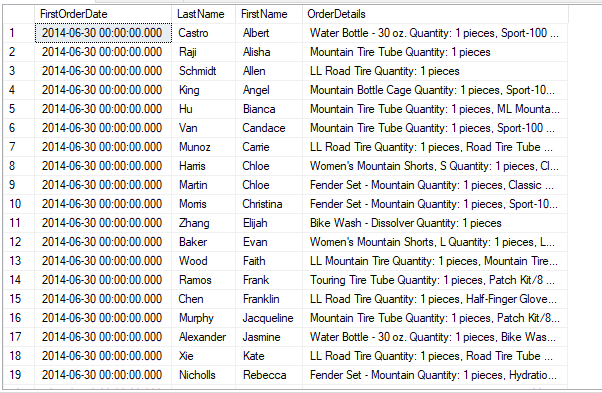 FirstOrderDate LastName FirstName OrderDetails
1 2014-06-30 00:00:00.000 Castro Albert Water Bottle - 30 oz. Quantity: 1 pieces, Sport-100 ...
2 2014-06-30 00:00:00.000 Raji Alisha Mountain Tire Tube Quantity: 1 pieces
3 2014-06-30 00:00:00.000 Schmidt Allen LL Road Tire Quantity: 1 pieces
4 2014-06-30 00:00:00.000 King Angel Mountain Bottle Cage Quantity: 1 pieces, Sport-10...
5 2014-06-30 00:00:00.000 Hu Bianca Mountain Tire Tube Quantity: 1 pieces, ML Mounta...
6 2014-06-30 00:00:00.000 Van Candace Mountain Tire Tube Quantity: 1 pieces, Sport-100 ...
7 2014-06-30 00:00:00.000 Munoz Carrie LL Road Tire Quantity: 1 pieces, Road Tire Tube ...
8 2014-06-30 00:00:00.000 Harris Chloe Women's Mountain Shorts, S Quantity: 1 pieces, Cl...
9 2014-06-30 00:00:00.000 Martin Chloe Fender Set - Mountain Quantity: 1 pieces, Classic ...
10 2014-06-30 00:00:00.000 Morris Christina Fender Set - Mountain Quantity: 1 pieces, Sport-10...
11 2014-06-30 00:00:00.000 Zhang Elijah Bike Wash - Dissolver Quantity: 1 pieces
12 2014-06-30 00:00:00.000 Baker Evan Women's Mountain Shorts, L Quantity: 1 pieces, L...
13 2014-06-30 00:00:00.000 Wood Faith LL Mountain Tire Quantity: 1 pieces, Mountain Tire...
14 2014-06-30 00:00:00.000 Ramos Frank Touring Tire Tube Quantity: 1 pieces, Patch Kit/8 ...
15 2014-06-30 00:00:00.000 Chen Franklin LL Road Tire Quantity: 1 pieces, Half-Finger Glove...
16 2014-06-30 00:00:00.000 Murphy Jacqueline Mountain Tire Tube Quantity: 1 pieces, Patch Kit/8...
17 2014-06-30 00:00:00.000 Alexander Jasmine Water Bottle - 30 oz. Quantity: 1 pieces, Bike Was...
18 2014-06-30 00:00:00.000 Xie Kate LL Road Tire Quantity: 1 pieces, Road Tire Tube ...
19 2014-06-30 00:00:00.000 Nicholls Rebecca Fender Set - Mountain Quantity: 1 pieces, Hydratio...